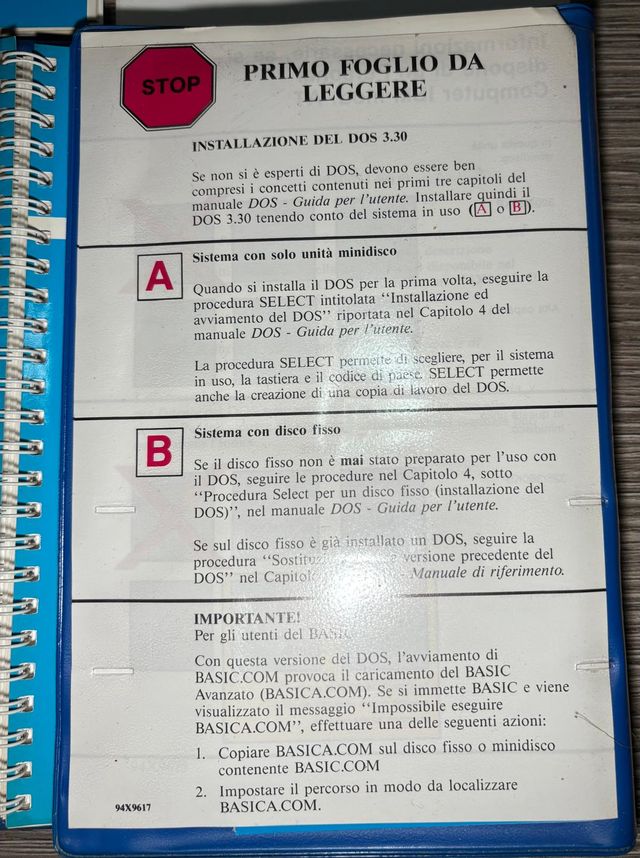 STOP
PRIMO FOGLIO DA
LEGGERE
INSTALLAZIONE DEL DOS 3.30
Se non si è esperti di DOS, devono essere ben
compresi i concetti contenuti nei primi tre capitoli del
manuale DOS - Guida per l'utente. Installare quindi il
DOS 3.30 tenendo conto del sistema in uso (A o B).
A
Sistema con solo unità minidisco
Quando si installa il DOS per la prima volta, eseguire la
procedura SELECT intitolata “Installazione ed
avviamento del DOS” riportata nel Capitolo 4 del
manuale DOS - Guida per l'utente.
La procedura SELECT permette di scegliere, per il sistema
in uso, la tastiera e il codice di paese. SELECT permette
anche la creazione di una copia di lavoro del DOS.
B
Sistema con disco fisso
Se il disco fisso non è mai stato preparato per l'uso con
il DOS, seguire le procedure nel Capitolo 4, sotto
“Procedura Select per un disco fisso (installazione del
DOS)”, nel manuale DOS - Guida per l'utente.
Se sul disco fisso è già installato un DOS, seguire la
procedura versione precedente del
DOS” nel - Manuale di riferimento.
IMPORTANTE!
Per gli utenti del BASIC
Con questa versione del DOS, l'avviamento di
BASIC.COM provoca il caricamento del BASIC
Avanzato (BASICA.COM). Se si immette BASIC e viene
visualizzato il messaggio “Impossibile eseguire
BASICA.COM”, effettuare una delle seguenti azioni:
1. Copiare BASICA.COM sul disco fisso o minidisco
contenente BASIC.COM
2. Impostare il percorso in modo da localizzare
BASICA.COM.
94X9617